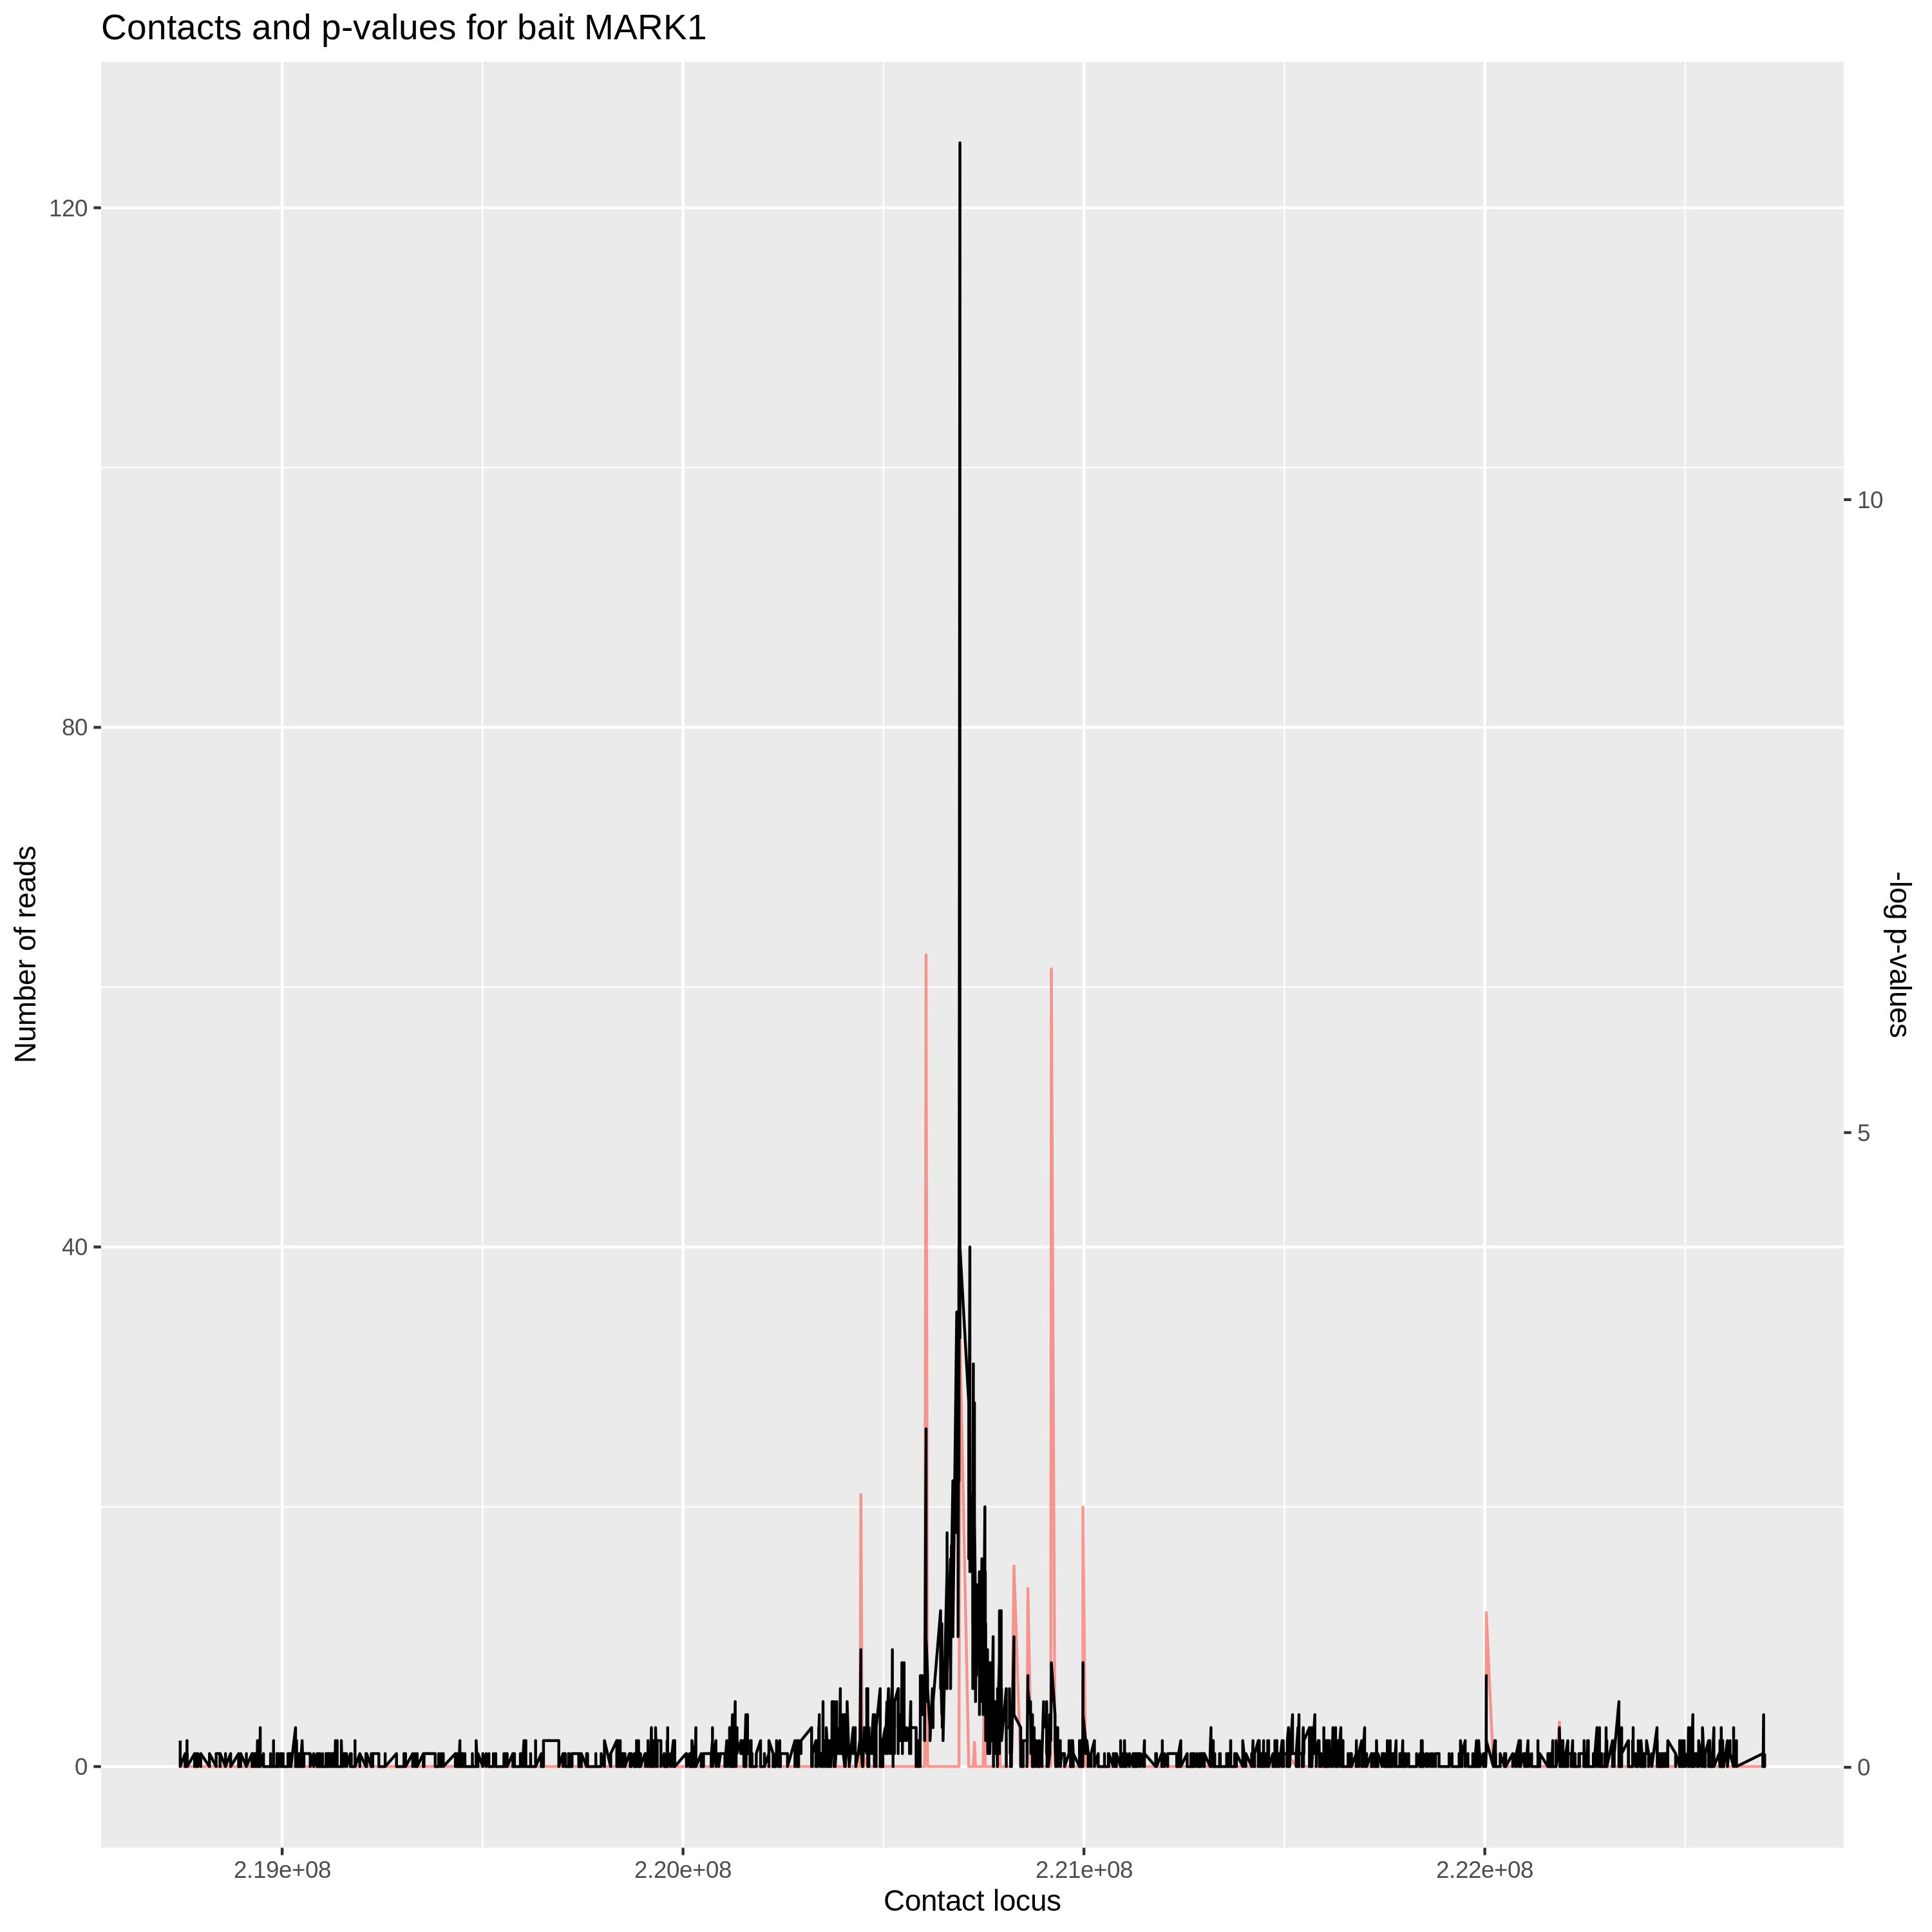 Contacts and p-values for bait MARK1
120
80
40
0
Number of reads
10
5
0
-log p-values
2.19e+08
2.20e+08
2.21e+08
2.22e+08
Contact locus